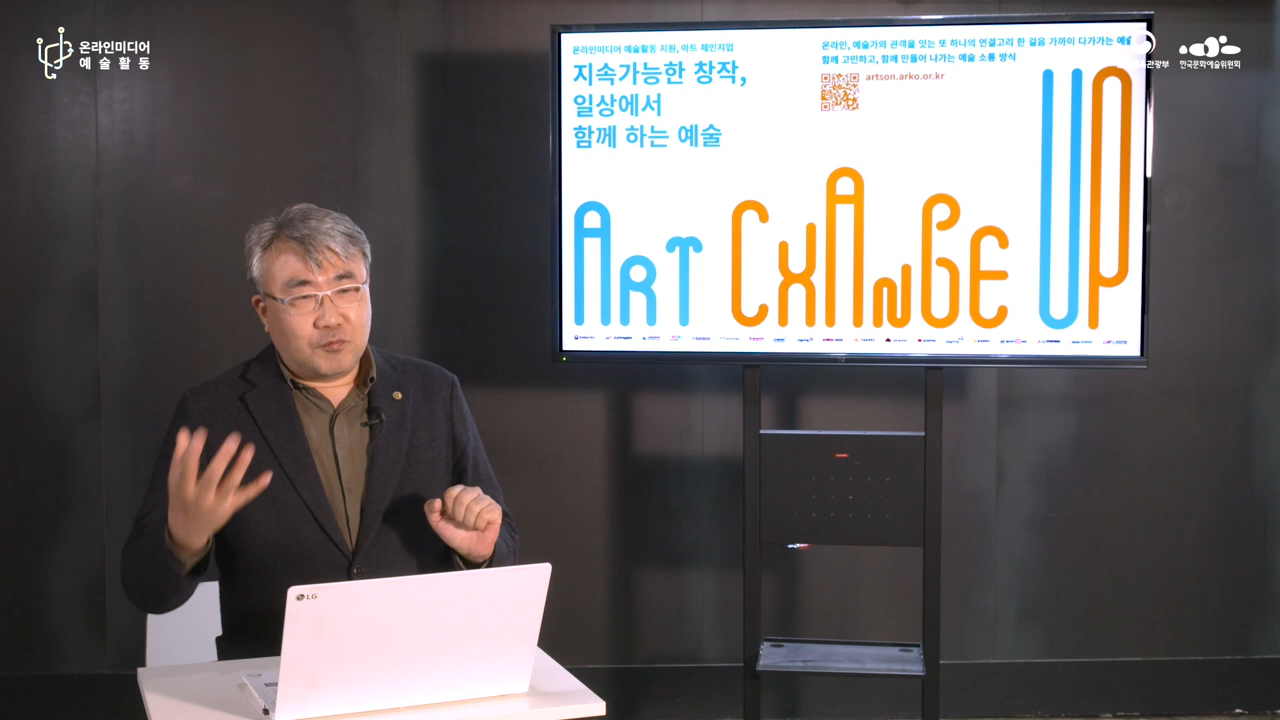 온라인미디어
예술활동
온라인미디어 예술활동 지원, 아트 체인지업
지속가능한 창작,
일상에서
함께 하는 예술
온라인, 예술가와 관객을 잇는 또 하나의 연결고리 한 걸음 가까이 다가가는 예술
함께 고민하고, 함께 만들어 나가는 예술 소통 방식
artson.arko.or.kr
관광부
한국문화예술위원회
ART CHANGE UP
LG